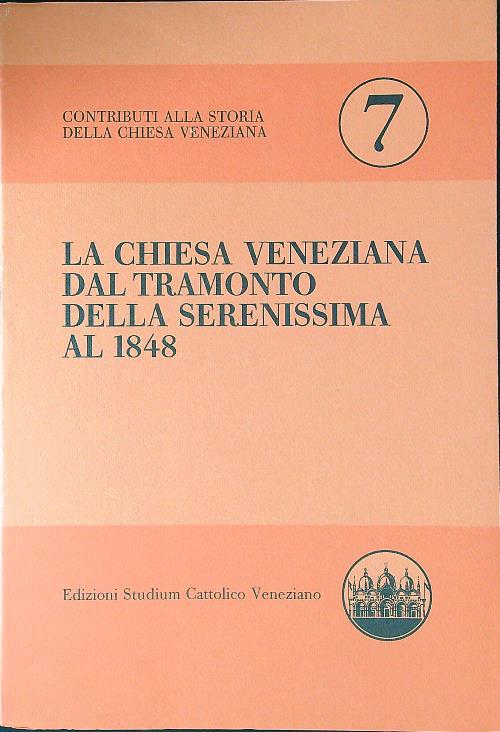 CONTRIBUTI ALLA STORIA
DELLA CHIESA VENEZIANA
7
LA CHIESA VENEZIANA
DAL TRAMONTO
DELLA SERENISSIMA
AL 1848
Edizioni Studium Cattolico Veneziano